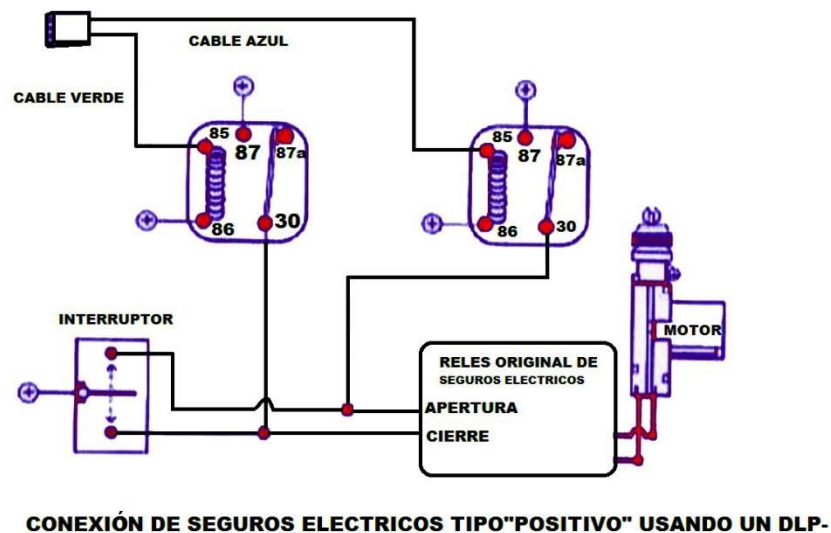 CABLE AZUL
CABLE VERDE
85
87
87a
86
30
85
87
87a
86
30
INTERRUPTOR
MOTOR
RELES ORIGINAL DE
SEGUROS ELECTRICOS
APERTURA
CIERRE
CONEXIÓN DE SEGUROS ELECTRICOS TIPO"POSITIVO" USANDO UN DLP-